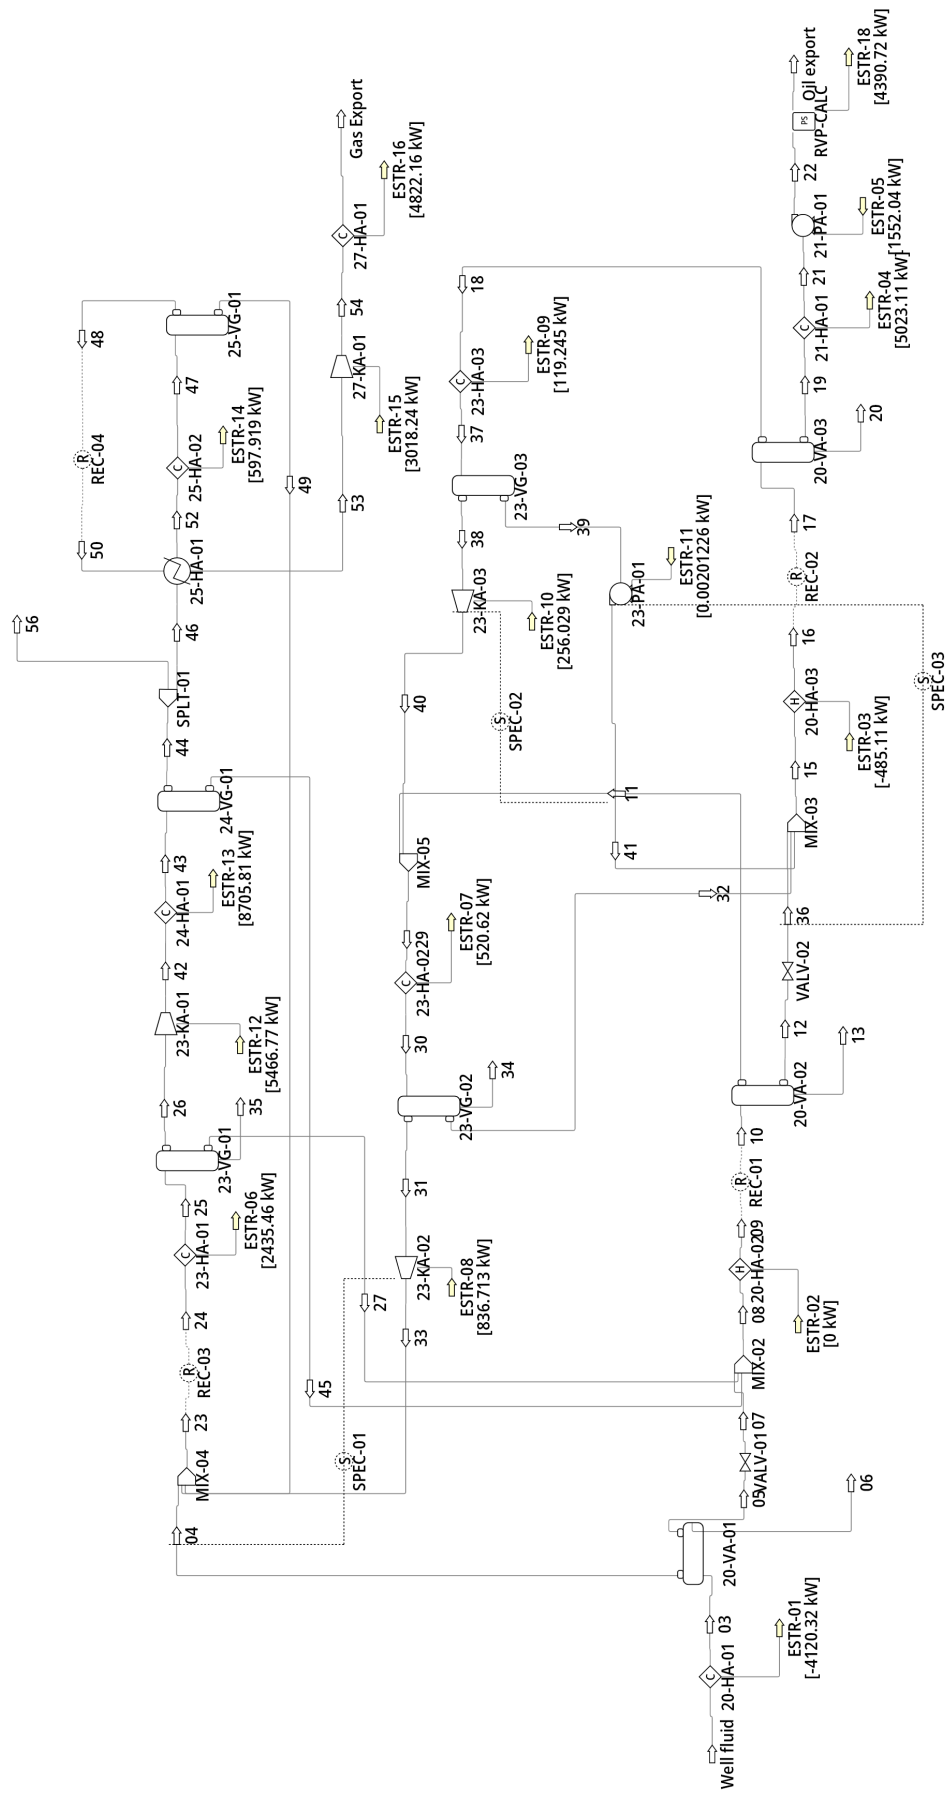 56
48
REC-04
50
25-VG-01
47
ESTR-14
[597.919 kW]
25-HA-02
52
25-HA-01
46
49
SPLT-01
44
24-VG-01
ESTR-13
[8705.81 kW]
43
24-HA-01
42
23-KA-01
ESTR-12
[5466.77 kW]
26
35
23-VG-01
25
ESTR-06
[2435.46 kW]
23-HA-01
24
REC-03
23
MIX-04
04
45
27
SPEC-01
Gas Export
ESTR-16
[4822.16 kW]
27-HA-01
54
27-KA-01
ESTR-15
[3018.24 kW]
53
18
ESTR-09
[119.245 kW]
23-HA-03
37
23-VG-03
38
39
23-KA-03
ESTR-10
[256.029 kW]
23-PA-01
ESTR-11
[0.00201226 kW]
40
SPEC-02
11
41
MIX-05
ESTR-07
[520.62 kW]
23-HA-0229
30
34
23-VG-02
31
23-KA-02
ESTR-08
[836.713 kW]
33
32
Oil export
ESTR-18
[4390.72 kW]
PS
RVP-CALC
22
21-PA-01
ESTR-05
[1552.04 kW]
21
21-HA-01
ESTR-04
[5023.11 kW]
19
20
20-VA-03
17
REC-02
16
20-HA-03
ESTR-03
[-485.11 kW]
SPEC-03
15
MIX-03
36
VALV-02
12
13
20-VA-02
10
REC-01
09
20-HA-02
ESTR-02
[0 kW]
08
MIX-02
07
VALV-01
05
06
20-VA-01
03
20-HA-01
ESTR-01
[-4120.32 kW]
Well fluid
C
C
C
C
C
C
C
C
H
H
R
R
R
R
S
S
S